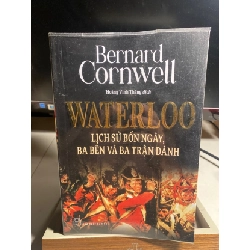 Bernard
Cornwell
WATERLOO
LỊCH SỬ BỐN NGÀY,
BA BÊN VÀ BA TRẬN ĐÁNH